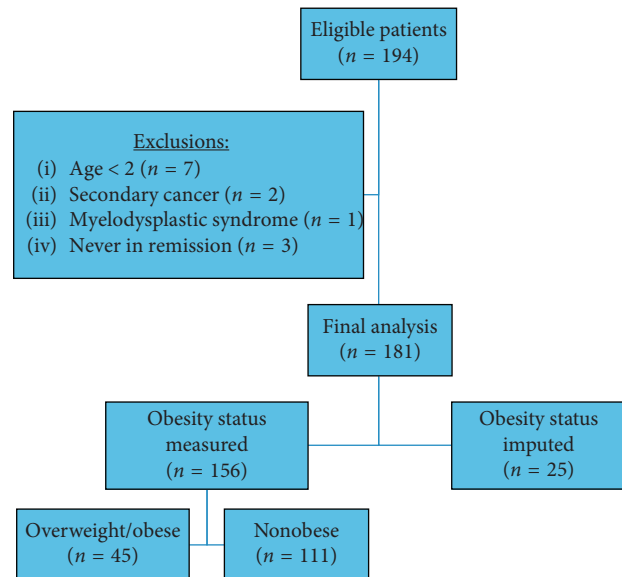 Eligible patients
(n = 194)
Exclusions:
(i) Age < 2 (n = 7)
(ii) Secondary cancer (n = 2)
(iii) Myelodysplastic syndrome (n = 1)
(iv) Never in remission (n = 3)
Final analysis
(n = 181)
Obesity status
measured
(n = 156)
Obesity status
imputed
(n = 25)
Overweight/obese
(n = 45)
Nonobese
(n = 111)